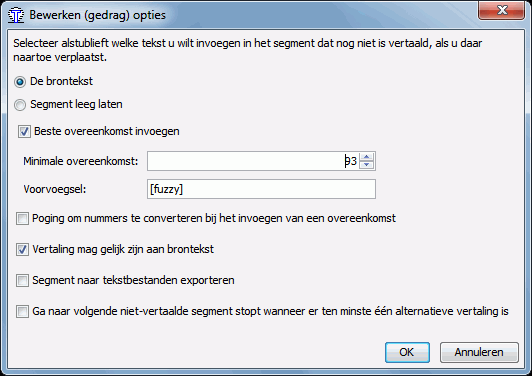 Bewerken (gedrag) opties
Selecteer alstublieft welke tekst u wilt invoegen in het segment dat nog niet is vertaald, als u daar
naartoe verplaatst.
De brontekst
Segment leeg laten
Beste overeenkomst invoegen
Minimale overeenkomst: 93
Voorvoegsel: [fuzzy]
Poging om nummers te converteren bij het invoegen van een overeenkomst
Vertaling mag gelijk zijn aan brontekst
Segment naar tekstbestanden exporteren
Ga naar volgende niet-vertaalde segment stopt wanneer er ten minste één alternatieve vertaling is
OK Annuleren